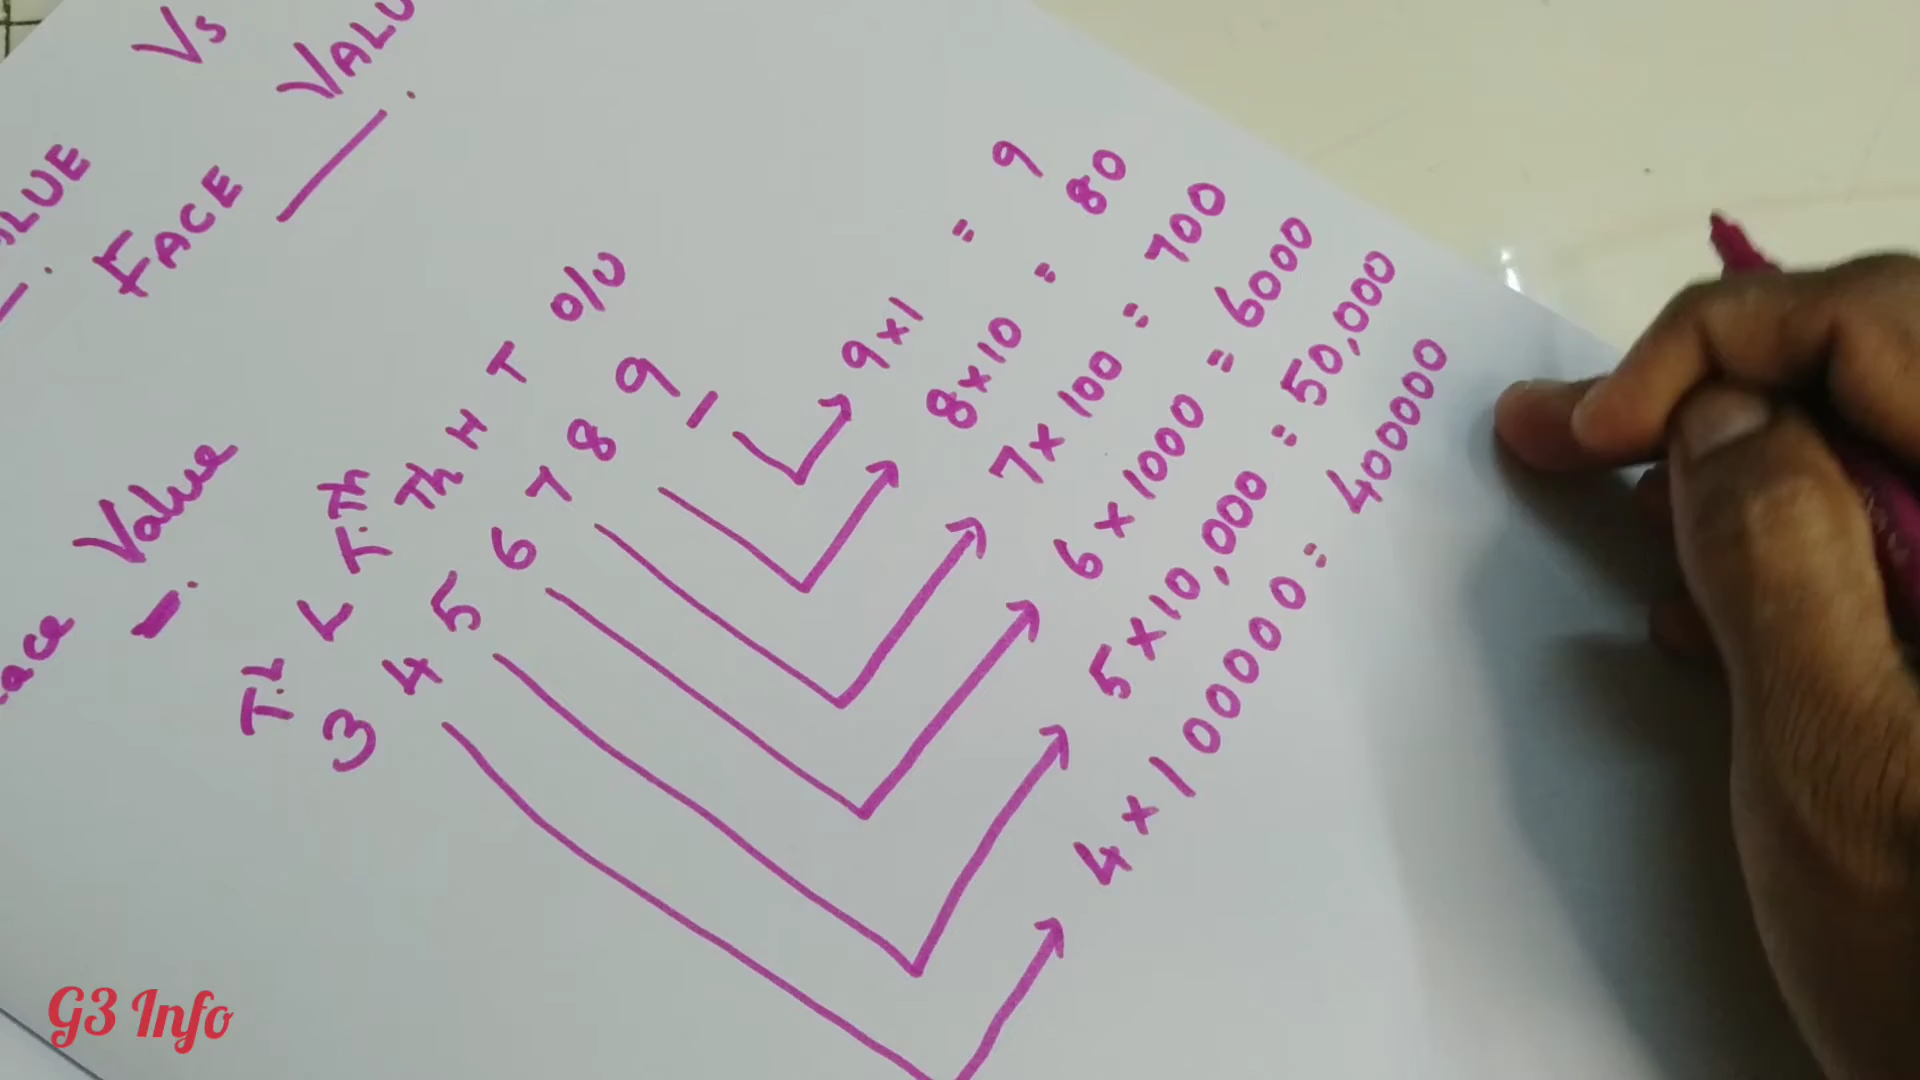 VALUE Vs
FACE VALU
ace Value
T.L L T.Th Th H T O/U
3 4 5 6 7 8 9
9 x 1 = 9
8 x 10 = 80
7 x 100 = 700
6 x 1000 = 6000
5 x 10,000 = 50,000
4 x 100000 = 400000
G3 Info